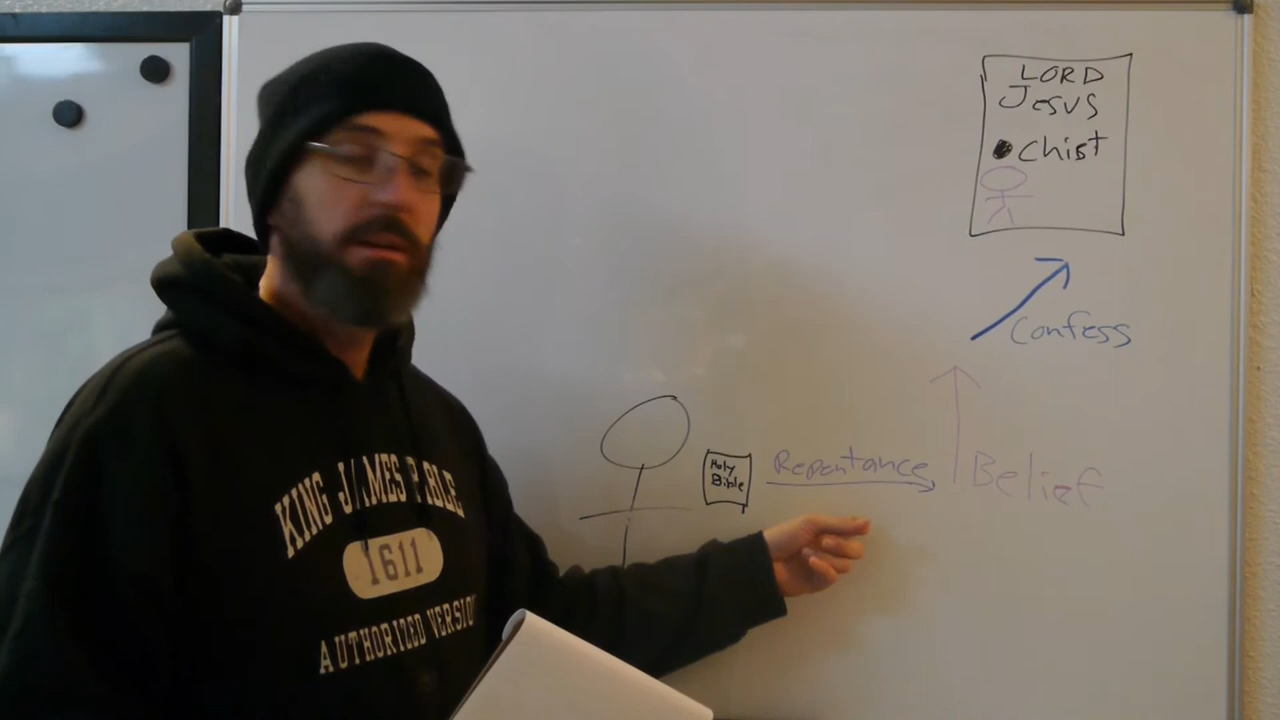 LORD
Jesus
Chist
Confess
Holy
Bible
Repentance
Belief
KING JAMES BIBLE
1611
AUTHORIZED VERSION